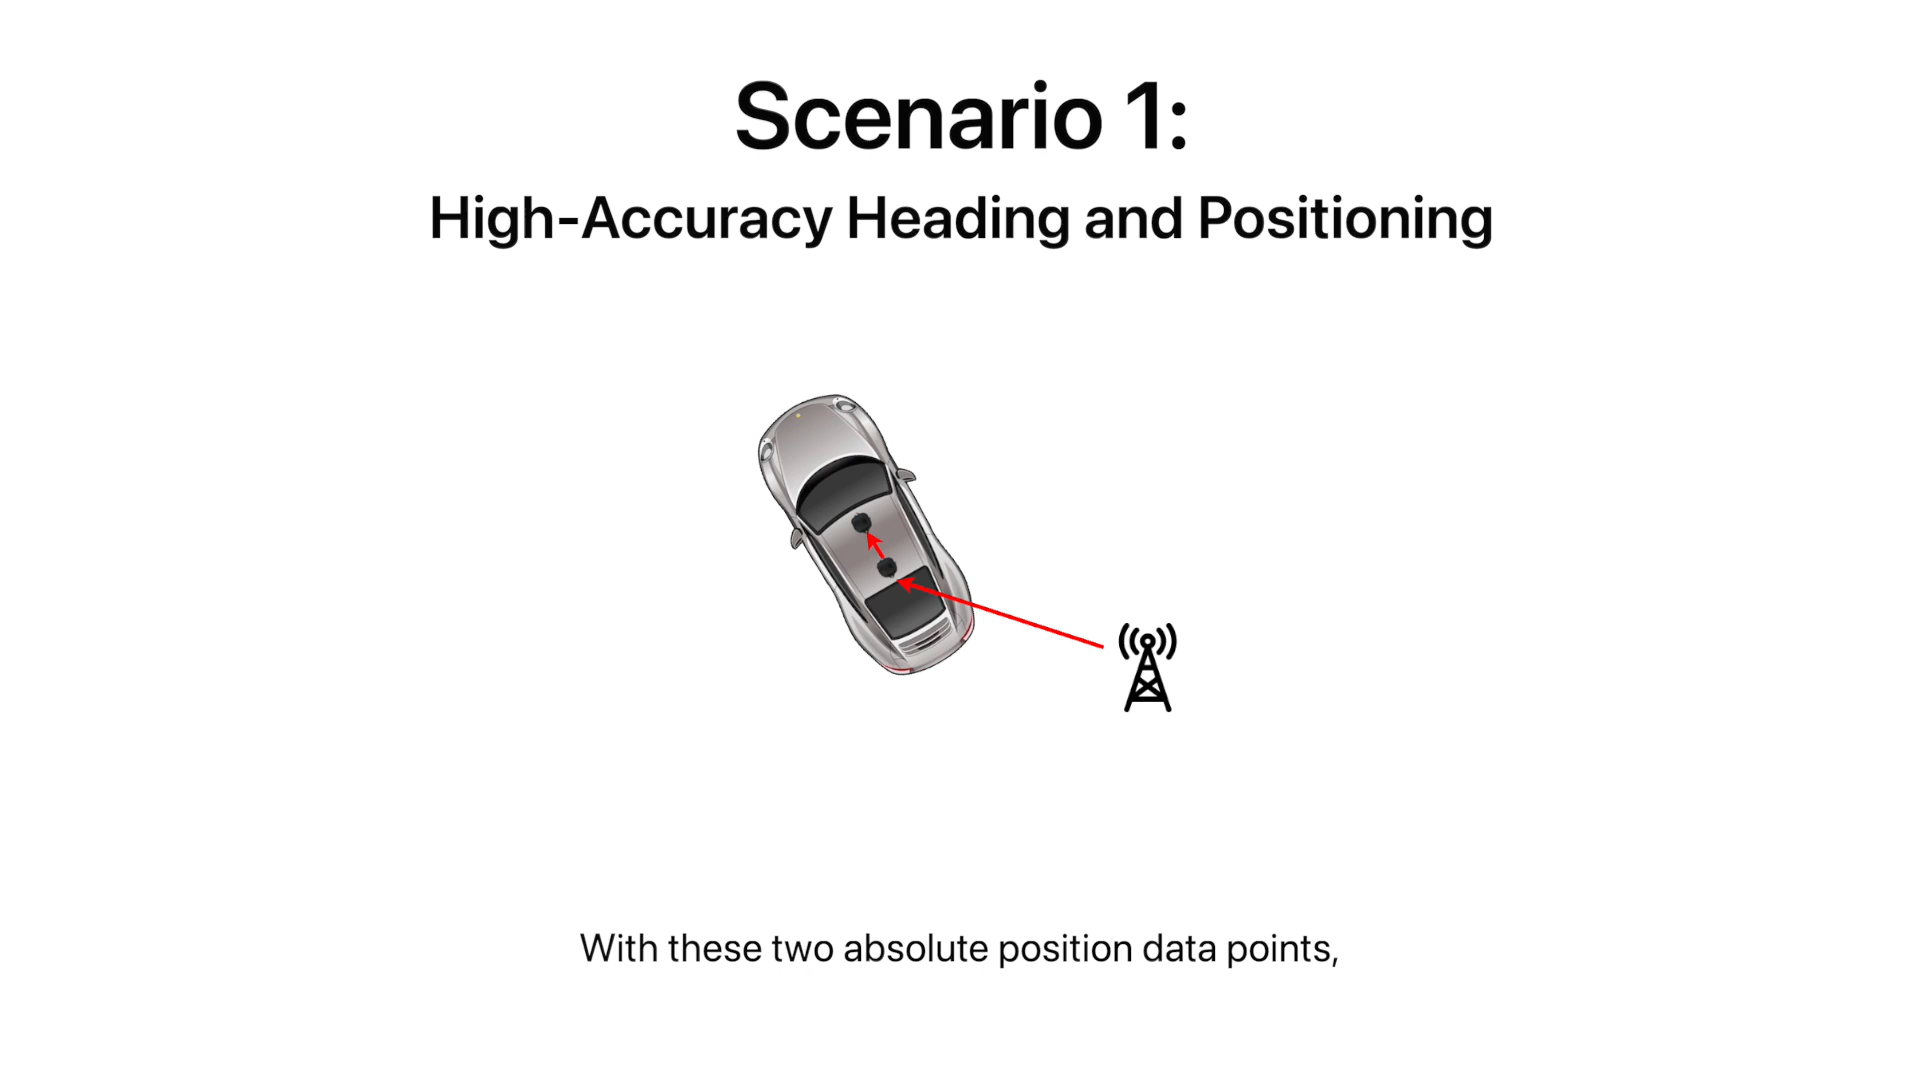 Scenario 1:
High-Accuracy Heading and Positioning
With these two absolute position data points,